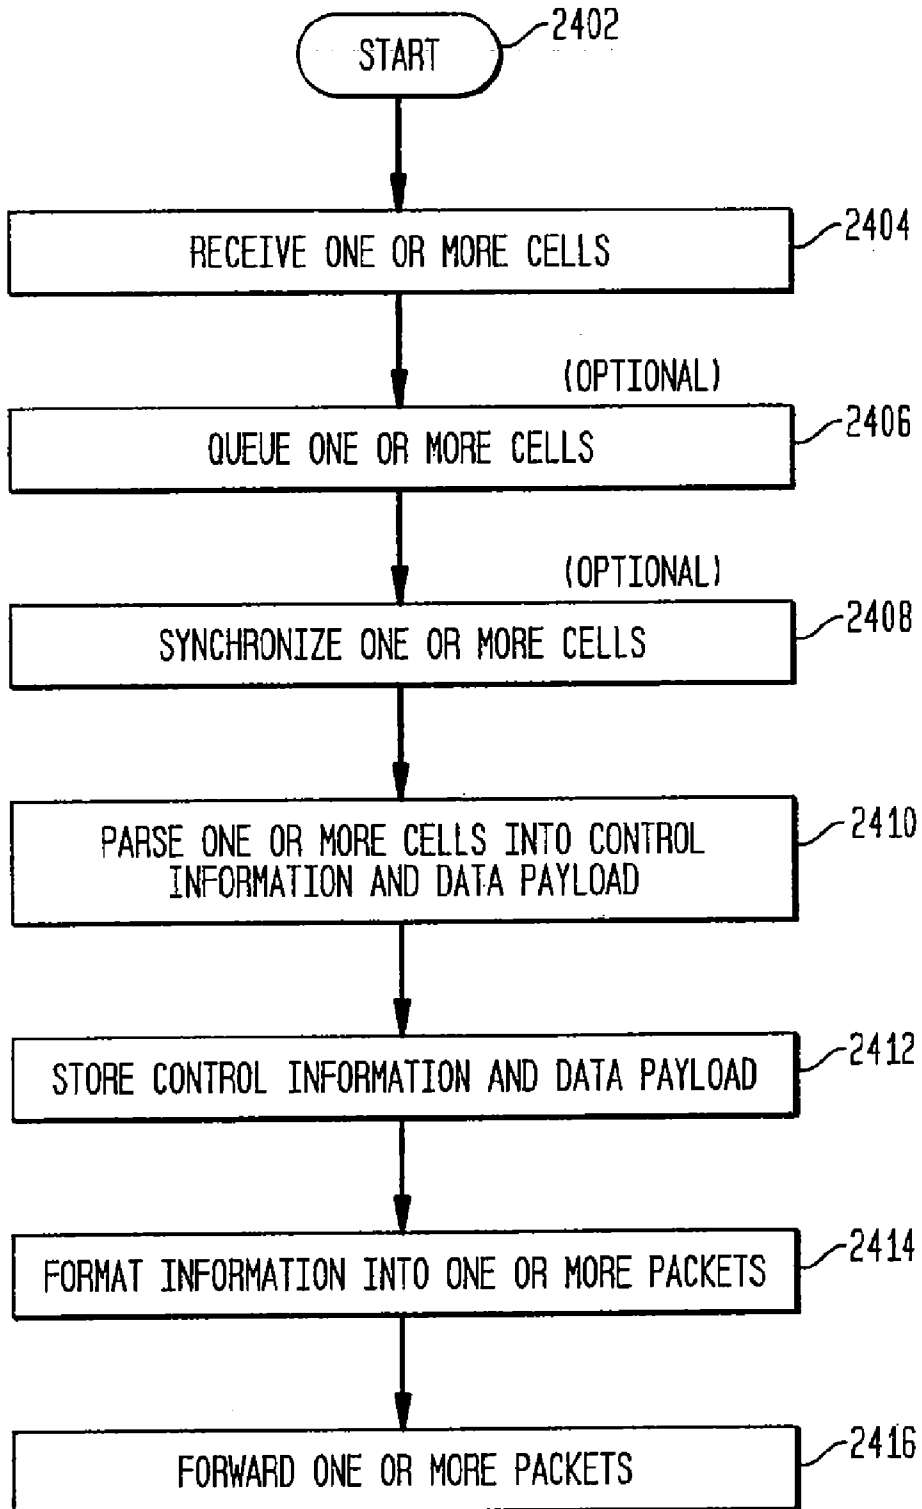 START
2402
RECEIVE ONE OR MORE CELLS
2404
(OPTIONAL)
QUEUE ONE OR MORE CELLS
2406
(OPTIONAL)
SYNCHRONIZE ONE OR MORE CELLS
2408
PARSE ONE OR MORE CELLS INTO CONTROL
INFORMATION AND DATA PAYLOAD
2410
STORE CONTROL INFORMATION AND DATA PAYLOAD
2412
FORMAT INFORMATION INTO ONE OR MORE PACKETS
2414
FORWARD ONE OR MORE PACKETS
2416